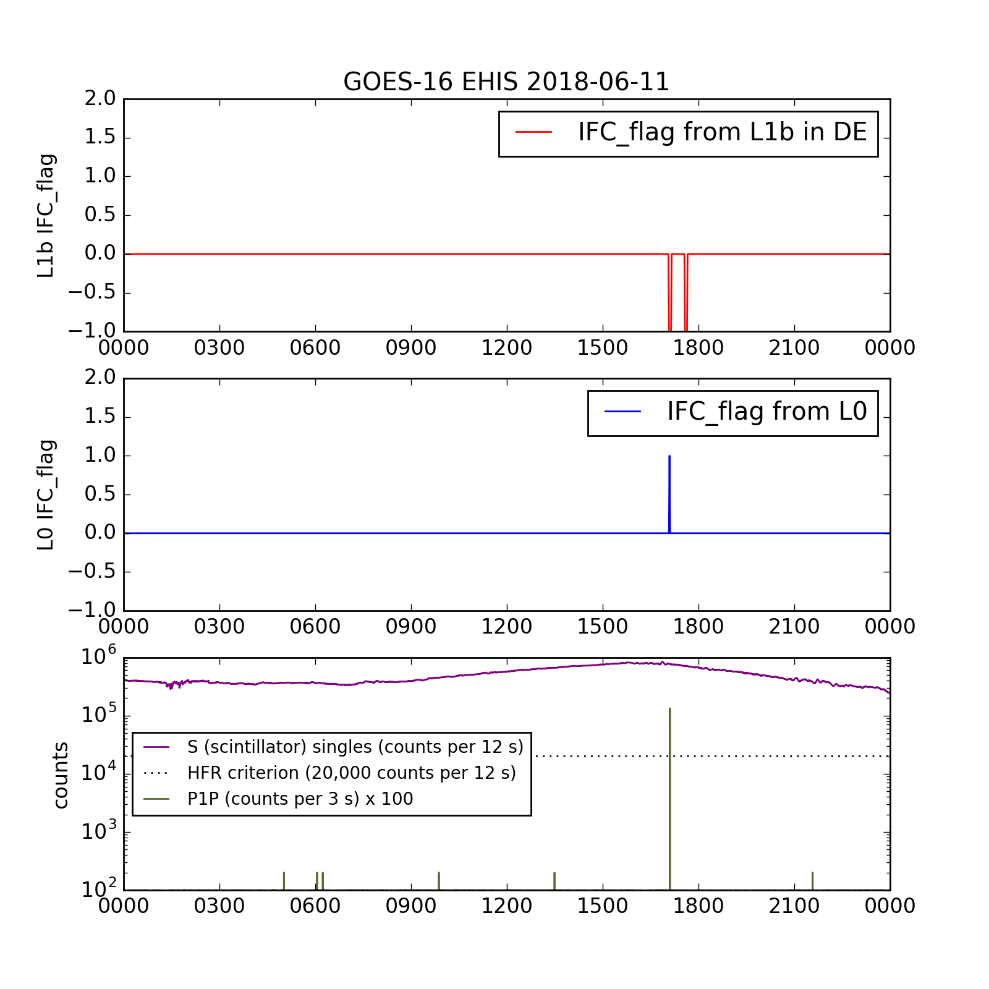 GOES-16 EHIS 2018-06-11
L1b IFC_flag
2.0
1.5
1.0
0.5
0.0
−0.5
−1.0
IFC_flag from L1b in DE
0000 0300 0600 0900 1200 1500 1800 2100 0000
L0 IFC_flag
2.0
1.5
1.0
0.5
0.0
−0.5
−1.0
IFC_flag from L0
0000 0300 0600 0900 1200 1500 1800 2100 0000
counts
10^6
10^5
10^4
10^3
10^2
S (scintillator) singles (counts per 12 s)
HFR criterion (20,000 counts per 12 s)
P1P (counts per 3 s) x 100
0000 0300 0600 0900 1200 1500 1800 2100 0000